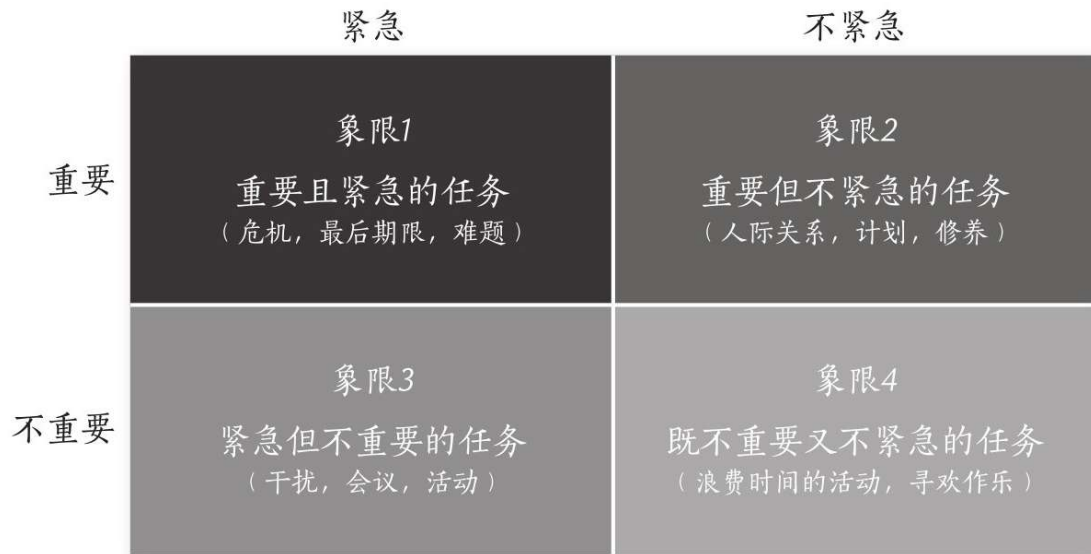 紧急 不紧急
重要
象限1
重要且紧急的任务
（危机，最后期限，难题）
象限2
重要但不紧急的任务
（人际关系，计划，修养）
不重要
象限3
紧急但不重要的任务
（干扰，会议，活动）
象限4
既不重要又不紧急的任务
（浪费时间的活动，寻欢作乐）